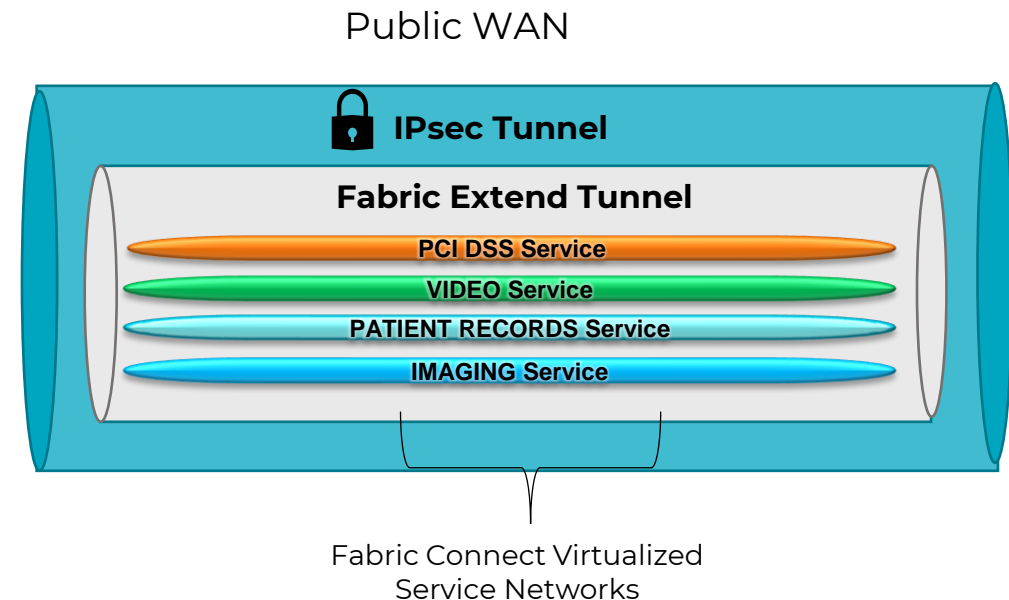 Public WAN
IPsec Tunnel
Fabric Extend Tunnel
PCI DSS Service
VIDEO Service
PATIENT RECORDS Service
IMAGING Service
Fabric Connect Virtualized
Service Networks